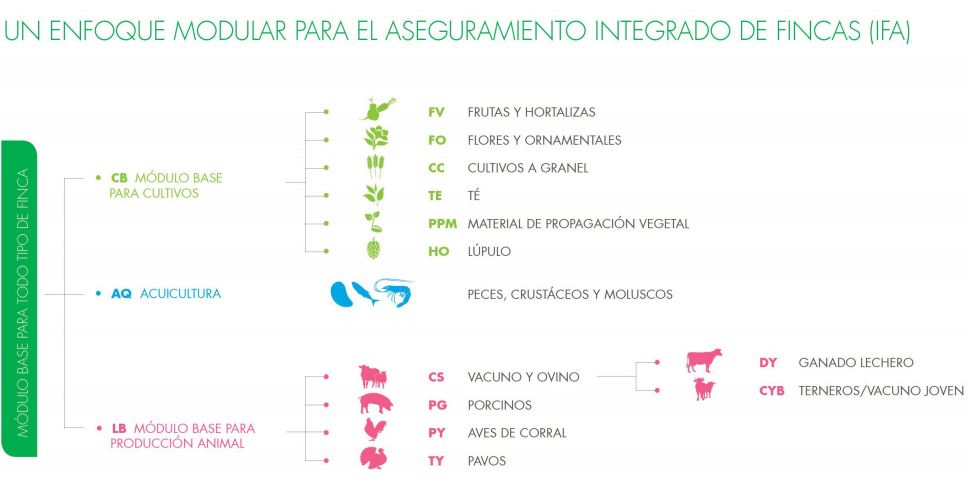 UN ENFOQUE MODULAR PARA EL ASEGURAMIENTO INTEGRADO DE FINCAS (IFA)
MÓDULO BASE PARA TODO TIPO DE FINCA
• CB MÓDULO BASE
PARA CULTIVOS
FV FRUTAS Y HORTALIZAS
FO FLORES Y ORNAMENTALES
CC CULTIVOS A GRANEL
TE TÉ
PPM MATERIAL DE PROPAGACIÓN VEGETAL
HO LÚPULO
• AQ ACUICULTURA
PECES, CRUSTÁCEOS Y MOLUSCOS
• LB MÓDULO BASE PARA
PRODUCCIÓN ANIMAL
CS VACUNO Y OVINO
DY GANADO LECHERO
CYB TERNEROS/VACUNO JOVEN
PG PORCINOS
PY AVES DE CORRAL
TY PAVOS